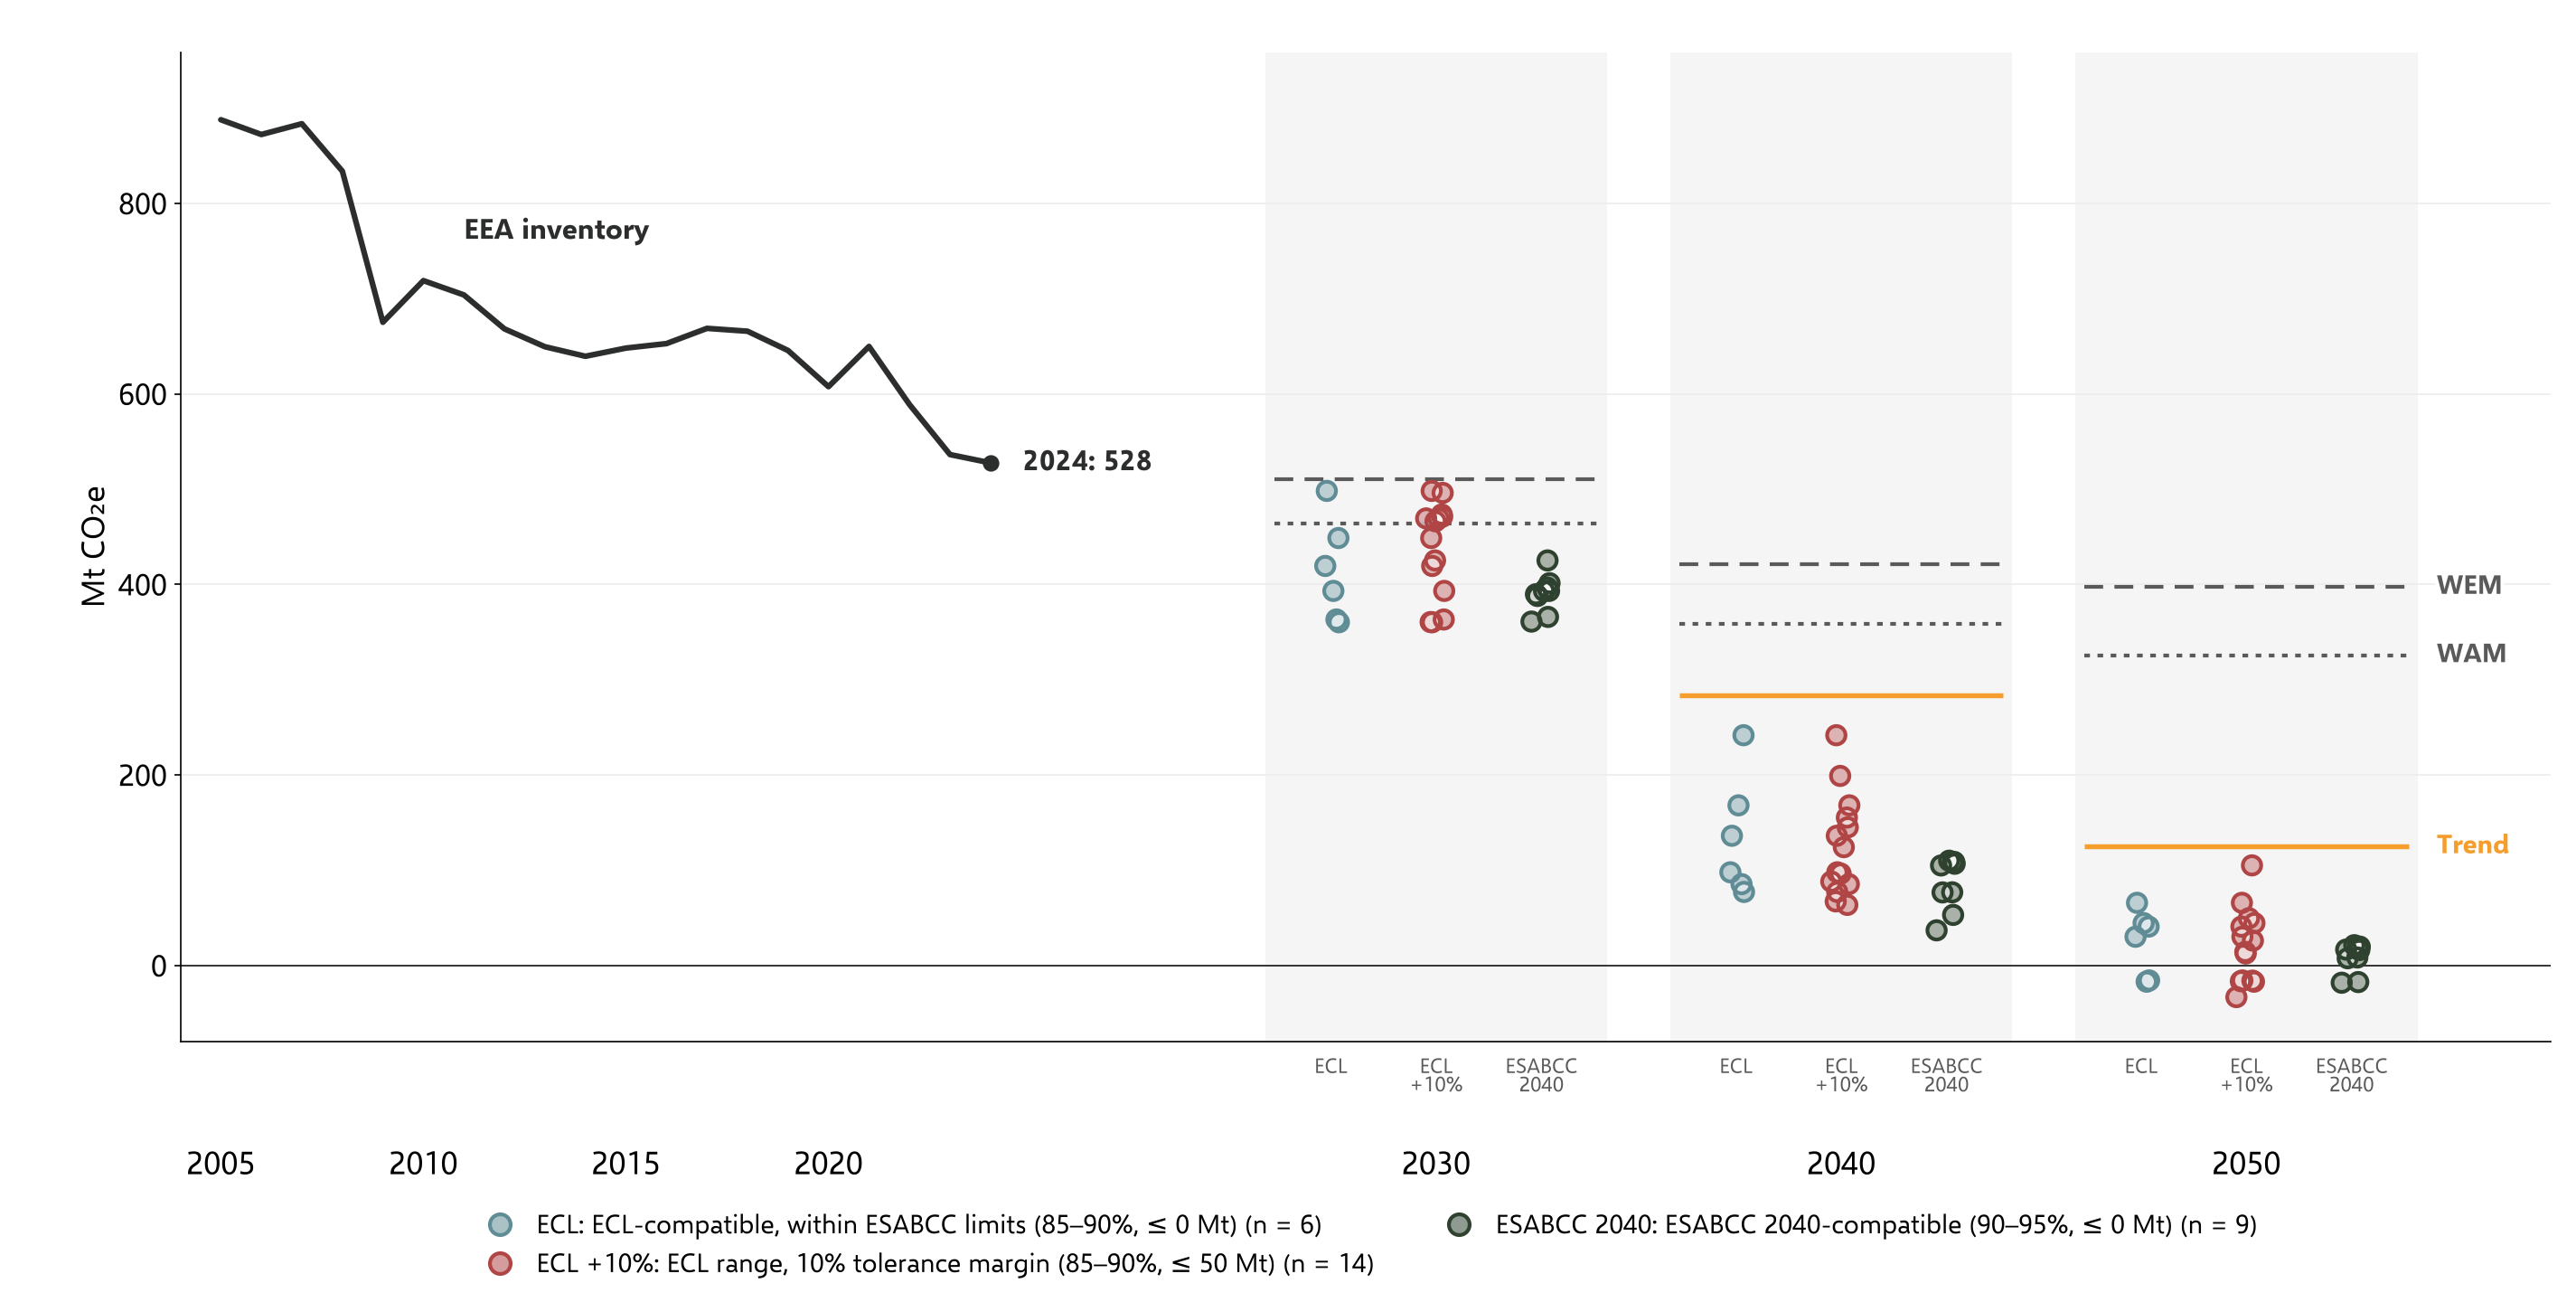 800
600
400
200
0
Mt CO₂e
EEA inventory
2024: 528
WEM
WAM
Trend
ECL
ECL
+10%
ESABCC
2040
ECL
ECL
+10%
ESABCC
2040
ECL
ECL
+10%
ESABCC
2040
2005 2010 2015 2020 2030 2040 2050
ECL: ECL-compatible, within ESABCC limits (85–90%, ≤ 0 Mt) (n = 6)
ECL +10%: ECL range, 10% tolerance margin (85–90%, ≤ 50 Mt) (n = 14)
ESABCC 2040: ESABCC 2040-compatible (90–95%, ≤ 0 Mt) (n = 9)